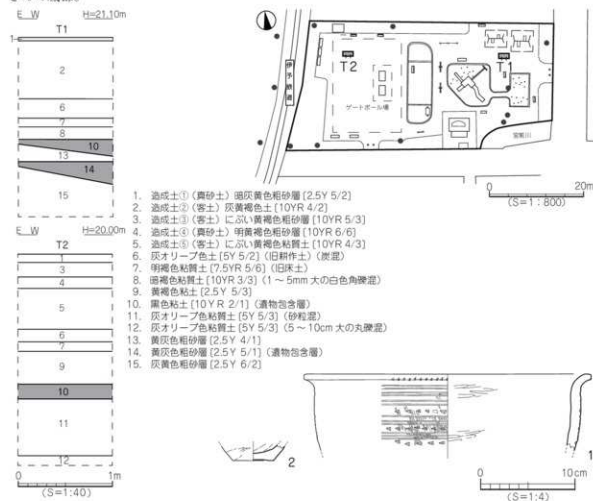 E W H=21.10m
T1
1
2
6
7
8
10
13
14
15
E W H=20.00m
T2
1
3
4
5
6
7
9
10
11
12
0 1m
(S=1:40)
T2
T1
伊予鉄道
ゲートボール場
0 20m
(S=1:800)
1. 造成土①(真砂土)暗灰黄色粗砂層 [2.5Y 5/2]
2. 造成土②(客土)灰黄褐色土 [10YR 4/2]
3. 造成土③(客土)にぶい黄褐色粗砂層 [10YR 5/3]
4. 造成土④(真砂土)明黄褐色粗砂層 [10YR 6/6]
5. 造成土⑤(客土)にぶい黄褐色粘質土 [10YR 4/3]
6. 灰オリーブ色土 [5Y 5/2](旧耕作土)(炭混)
7. 明褐色粘質土 [7.5YR 5/6](旧床土)
8. 暗褐色粘質土 [10YR 3/3](1~5mm 大の白色角礫混)
9. 黄褐色粘土 [2.5Y 5/3]
10. 黒色粘土 [10YR 2/1](遺物包含層)
11. 灰オリーブ色粘質土 [5Y 5/3](砂粒混)
12. 灰オリーブ色粘質土 [5Y 5/3](5~10cm 大の丸礫混)
13. 黄灰色粗砂層 [2.5Y 4/1]
14. 黄灰色粗砂層 [2.5Y 5/1](遺物包含層)
15. 灰黄色粗砂層 [2.5Y 6/2]
2
1
0 10cm
(S=1:4)